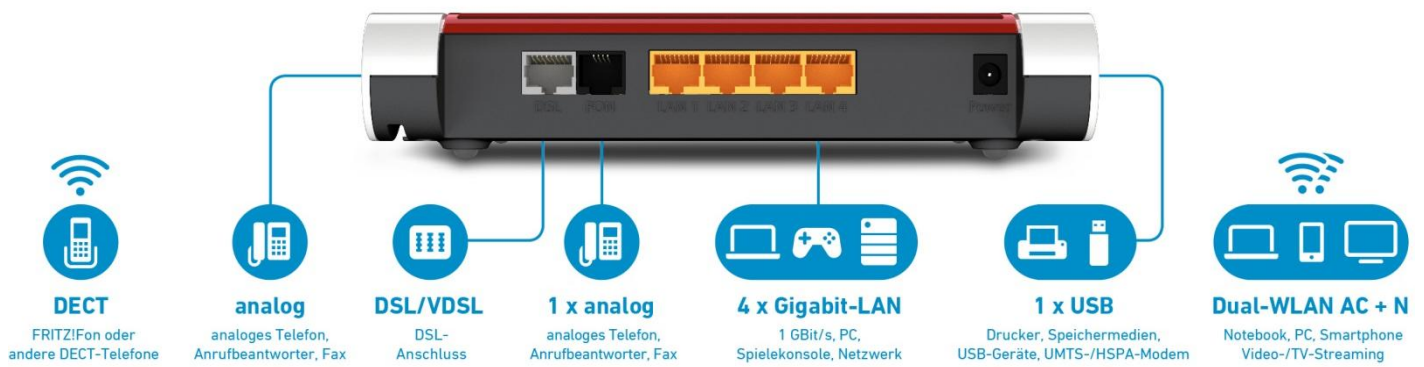 DSL
FON
LAN 1
LAN 2
LAN 3
LAN 4
Power
DECT
FRITZ!Fon oder
andere DECT-Telefone
analog
analoges Telefon,
Anrufbeantworter, Fax
DSL/VDSL
DSL-
Anschluss
1 x analog
analoges Telefon,
Anrufbeantworter, Fax
4 x Gigabit-LAN
1 GBit/s, PC,
Spielekonsole, Netzwerk
1 x USB
Drucker, Speichermedien,
USB-Geräte, UMTS-/HSPA-Modem
Dual-WLAN AC + N
Notebook, PC, Smartphone
Video-/TV-Streaming